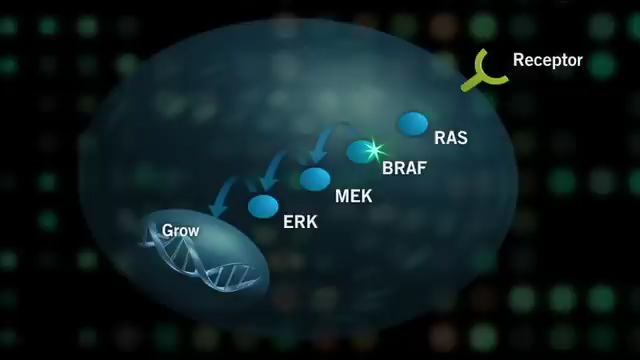 Receptor
RAS
BRAF
MEK
ERK
Grow